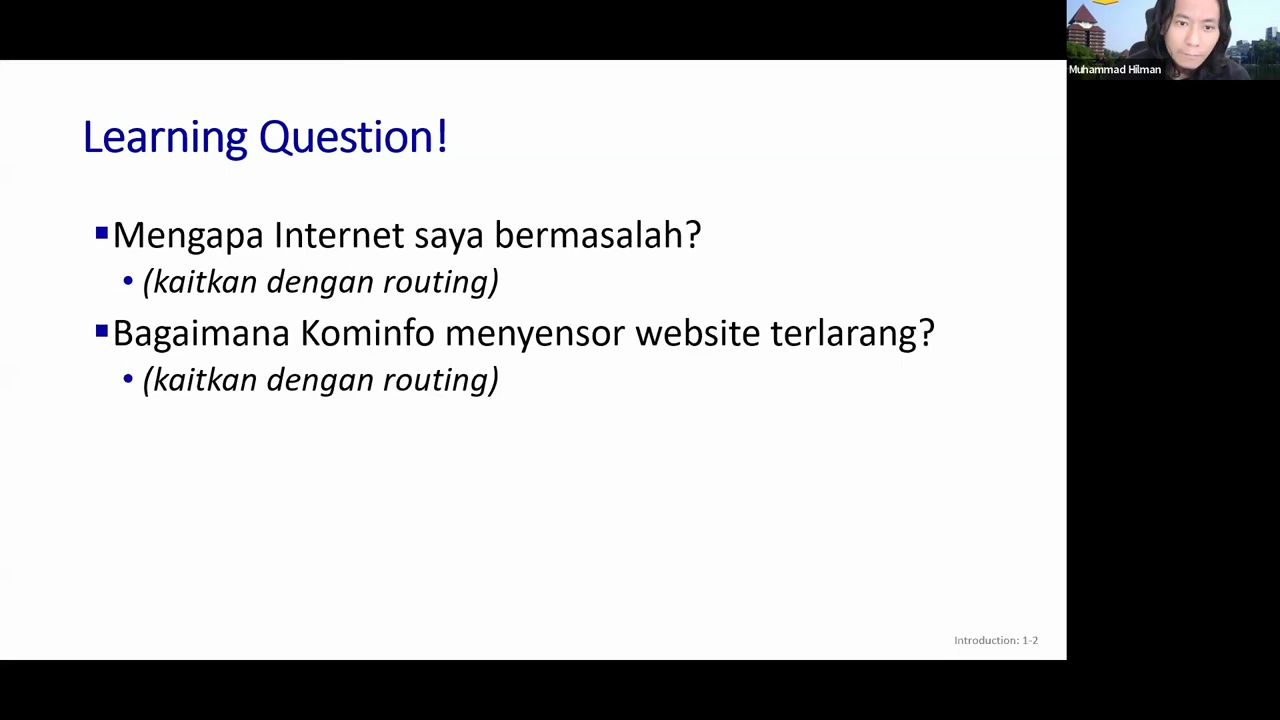 Muhammad Hilman
Learning Question!
Mengapa Internet saya bermasalah?
(kaitkan dengan routing)
Bagaimana Kominfo menyensor website terlarang?
(kaitkan dengan routing)
Introduction: 1-2